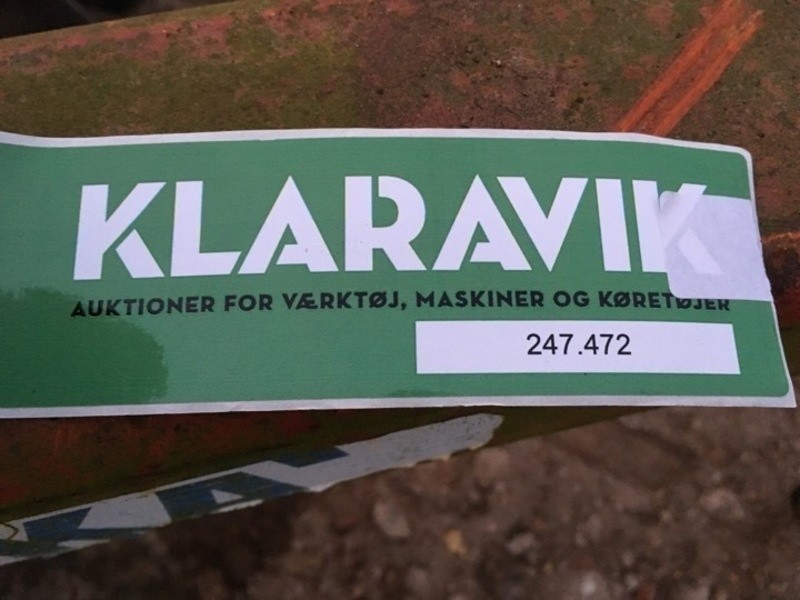 KLARAVIK
AUKTIONER FOR VÆRKTØJ, MASKINER OG KØRETØJER
247.472